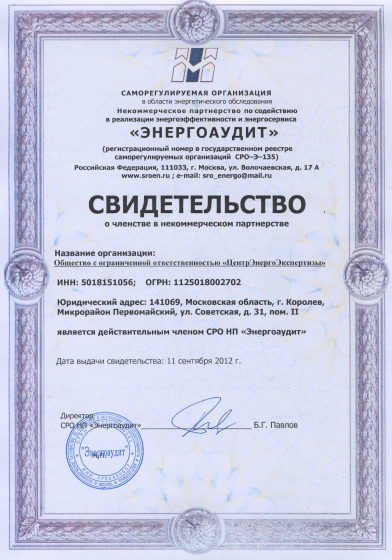 САМОРЕГУЛИРУЕМАЯ ОРГАНИЗАЦИЯ
в области энергетического обследования
Некоммерческое партнерство по содействию
в реализации энергоэффективности и энергосервиса
«ЭНЕРГОАУДИТ»
(регистрационный номер в государственном реестре
саморегулируемых организаций СРО–Э–135)
Российская Федерация, 111033, г. Москва, ул. Волочаевская, д. 17 А
www.sroen.ru ; e-mail: sro_energo@mail.ru
СВИДЕТЕЛЬСТВО
о членстве в некоммерческом партнерстве
Название организации:
Общество с ограниченной ответственностью «ЦентрЭнергоЭкспертизы»
ИНН: 5018151056; ОГРН: 1125018002702
Юридический адрес: 141069, Московская область, г. Королев,
Микрорайон Первомайский, ул. Советская, д. 31, пом. II
является действительным членом СРО НП «Энергоаудит»
Дата выдачи свидетельства: 11 сентября 2012 г.
Директор
СРО НП «Энергоаудит» Б.Г. Павлов
"Энергоаудит"